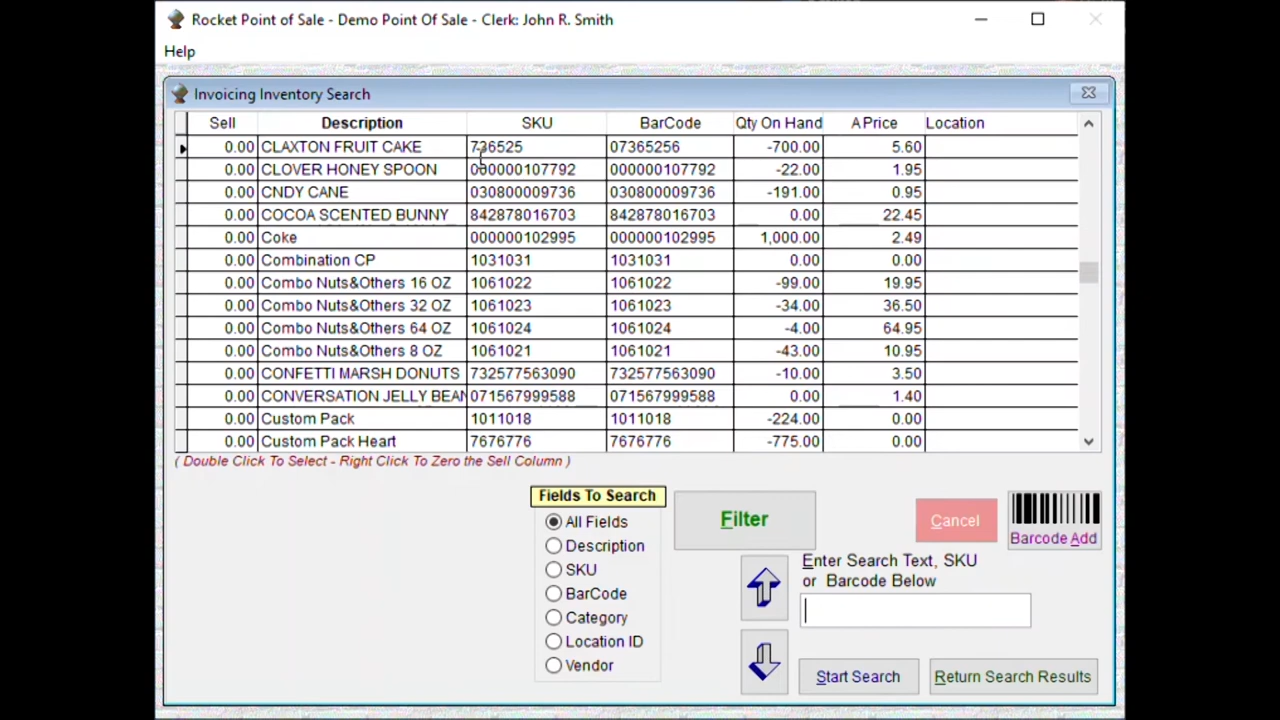 Rocket Point of Sale - Demo Point Of Sale - Clerk: John R. Smith
Help
Invoicing Inventory Search
Sell Description SKU BarCode Qty On Hand A Price Location
0.00 CLAXTON FRUIT CAKE 736525 07365256 -700.00 5.60
0.00 CLOVER HONEY SPOON 000000107792 000000107792 -22.00 1.95
0.00 CNDY CANE 030800009736 030800009736 -191.00 0.95
0.00 COCOA SCENTED BUNNY 842878016703 842878016703 0.00 22.45
0.00 Coke 000000102995 000000102995 1,000.00 2.49
0.00 Combination CP 1031031 1031031 0.00 0.00
0.00 Combo Nuts&Others 16 OZ 1061022 1061022 -99.00 19.95
0.00 Combo Nuts&Others 32 OZ 1061023 1061023 -34.00 36.50
0.00 Combo Nuts&Others 64 OZ 1061024 1061024 -4.00 64.95
0.00 Combo Nuts&Others 8 OZ 1061021 1061021 -43.00 10.95
0.00 CONFETTI MARSH DONUTS 732577563090 732577563090 -10.00 3.50
0.00 CONVERSATION JELLY BEAN 071567999588 071567999588 0.00 1.40
0.00 Custom Pack 1011018 1011018 -224.00 0.00
0.00 Custom Pack Heart 7676776 7676776 -775.00 0.00
( Double Click To Select - Right Click To Zero the Sell Column )
Fields To Search
All Fields
Description
SKU
BarCode
Category
Location ID
Vendor
Filter
Cancel
Barcode Add
Enter Search Text, SKU
or Barcode Below
Start Search
Return Search Results